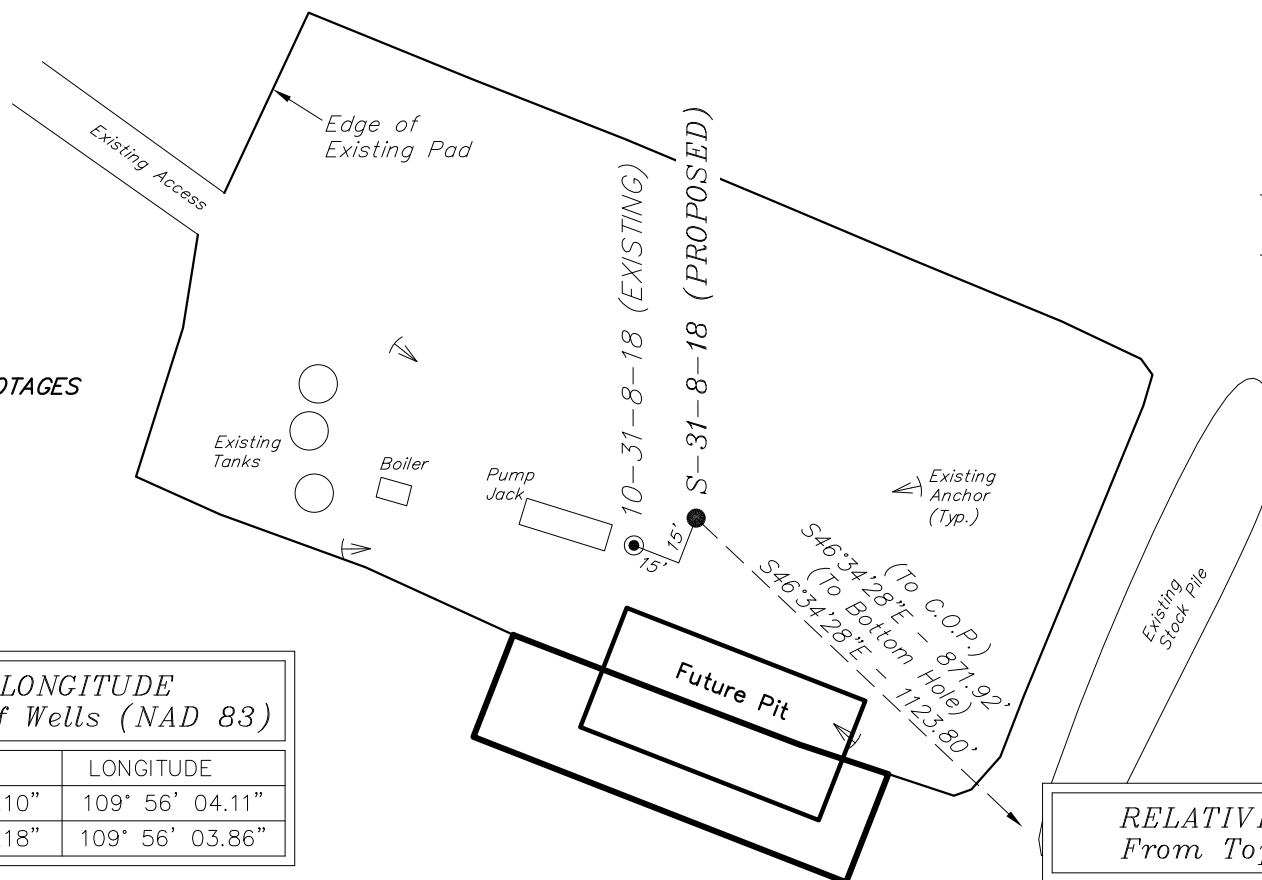 Edge of
Existing Pad
Existing Access
10-31-8-18 (EXISTING)
S-31-8-18 (PROPOSED)
Existing
Tanks
Boiler
Pump
Jack
15'
15'
Existing
Anchor
(Typ.)
(To C.O.P.)
S46°34'28"E - 871.92'
(To Bottom Hole)
S46°34'28"E - 1123.80'
Existing
Stock Pile
Future Pit
LONGITUDE
Wells (NAD 83)
LONGITUDE
10" 109° 56' 04.11"
18" 109° 56' 03.86"
From